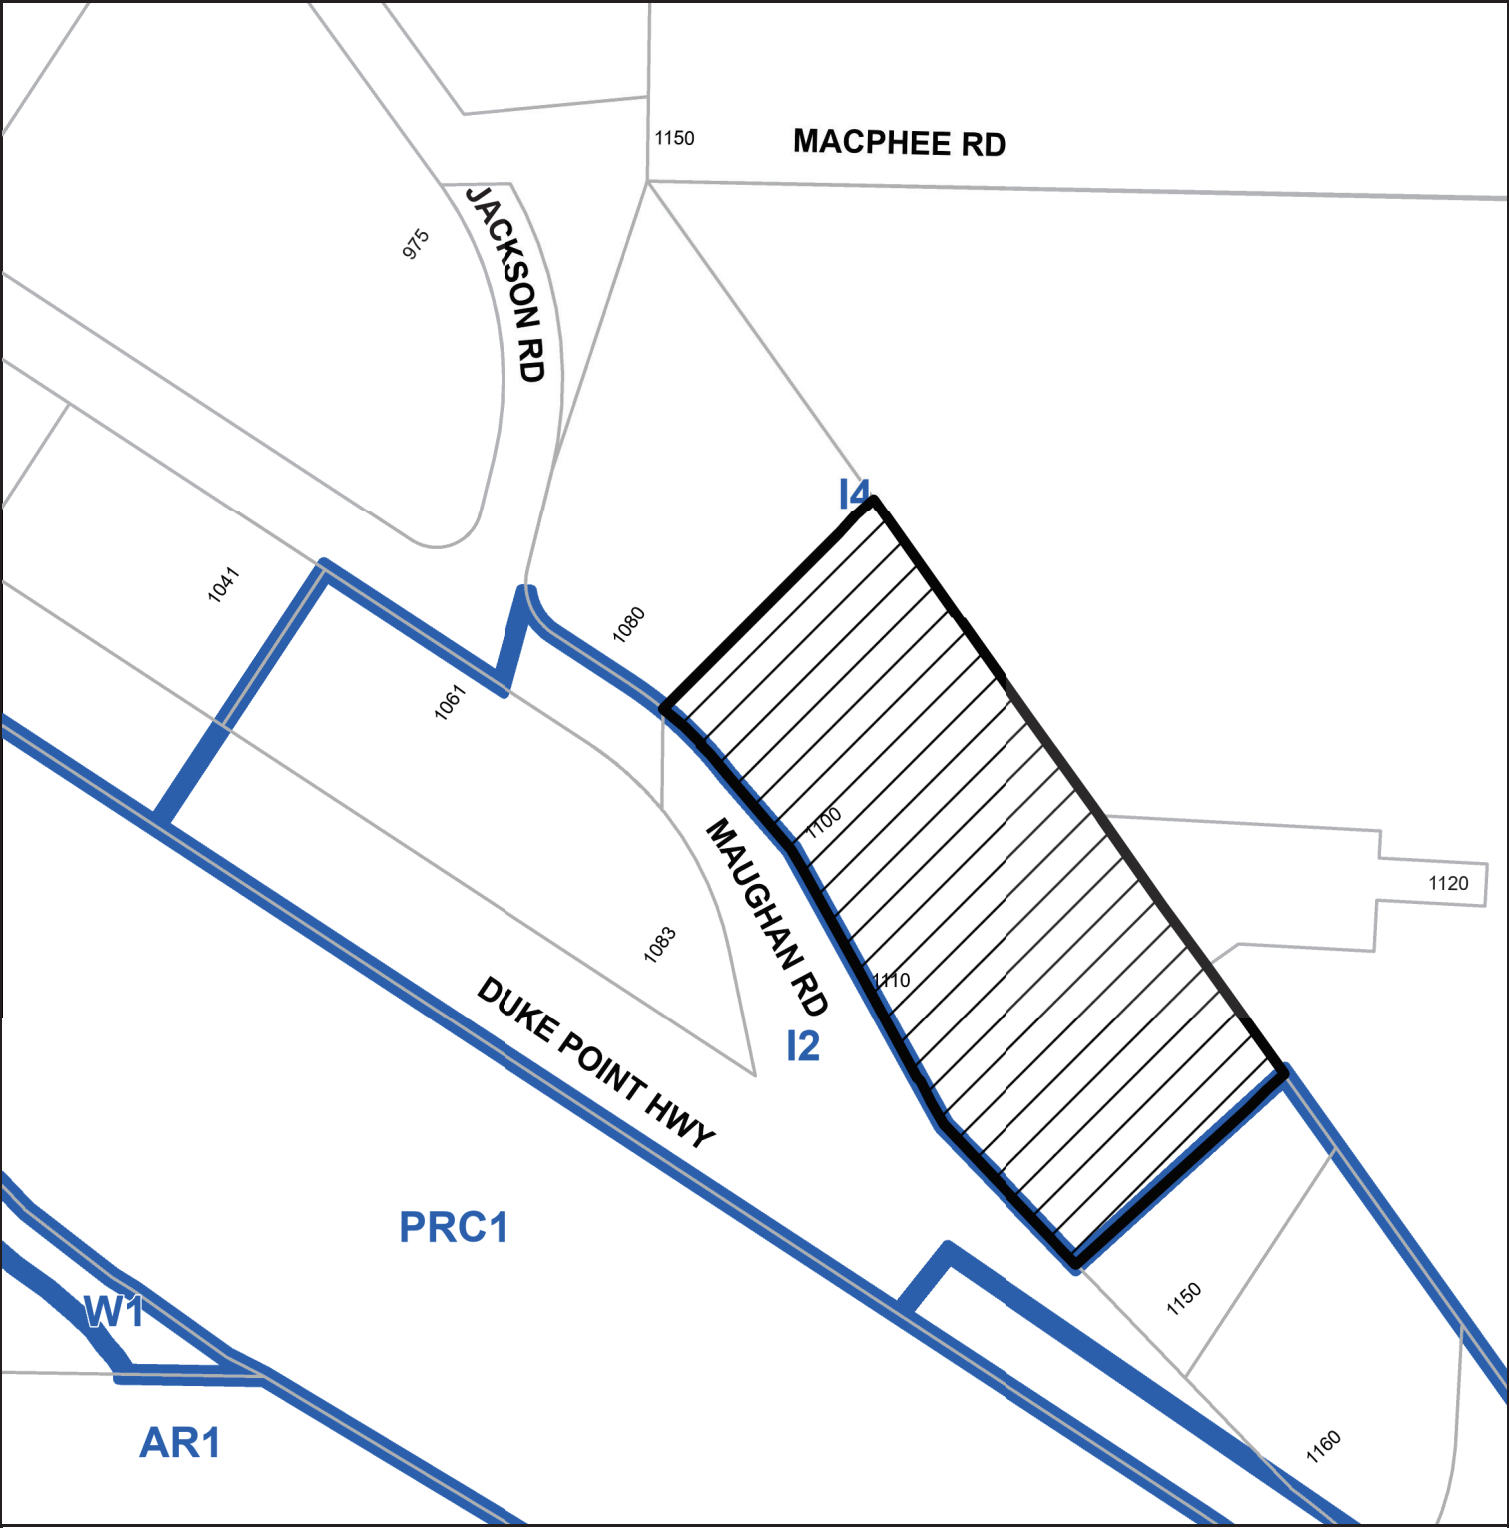 1150
MACPHEE RD
JACKSON RD
975
I4
1041
1080
1061
1100
MAUGHAN RD
1120
1083
1110
DUKE POINT HWY
I2
PRC1
W1
1150
AR1
1160